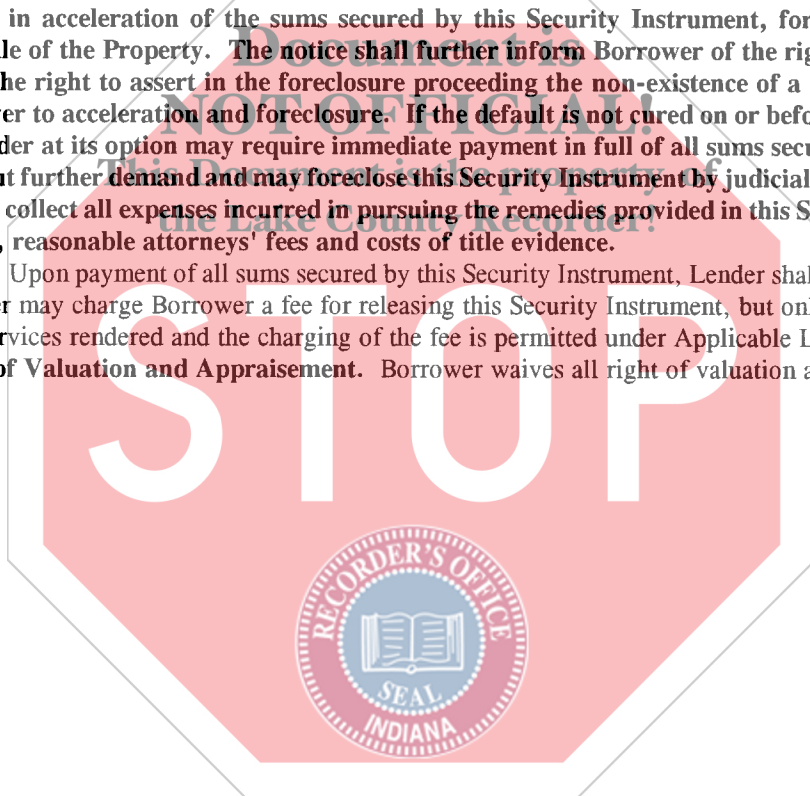 in acceleration of the sums secured by this Security Instrument, for
le of the Property. The notice shall further inform Borrower of the rig
he right to assert in the foreclosure proceeding the non-existence of a
er to acceleration and foreclosure. If the default is not cured on or befo
der at its option may require immediate payment in full of all sums secu
ut further demand and may foreclose this Security Instrument by judicial
collect all expenses incurred in pursuing the remedies provided in this S
, reasonable attorneys' fees and costs of title evidence.
Upon payment of all sums secured by this Security Instrument, Lender shal
er may charge Borrower a fee for releasing this Security Instrument, but onl
rvices rendered and the charging of the fee is permitted under Applicable L
of Valuation and Appraisement. Borrower waives all right of valuation a
Document is
NOT OFFICIAL!
This Document is the property of
the Lake County Recorder!
STOP
RECORDER'S OFFICE
SEAL
INDIANA